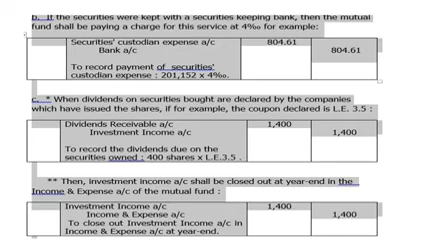 b. If the securities were kept with a securities keeping bank, then the mutual
fund shall be paying a charge for this service at 4‰ for example:
Securities' custodian expense a/c 804.61
Bank a/c 804.61
To record payment of securities'
custodian expense : 201,152 x 4‰.
c. * When dividends on securities bought are declared by the companies
which have issued the shares, if for example, the coupon declared is L.E. 3.5 :
Dividends Receivable a/c 1,400
Investment Income a/c 1,400
To record the dividends due on the
securities owned: 400 shares x L.E.3.5 .
** Then, investment income a/c shall be closed out at year-end in the
Income & Expense a/c of the mutual fund :
Investment Income a/c 1,400
Income & Expense a/c 1,400
To close out Investment Income a/c in
Income & Expense a/c at year-end.